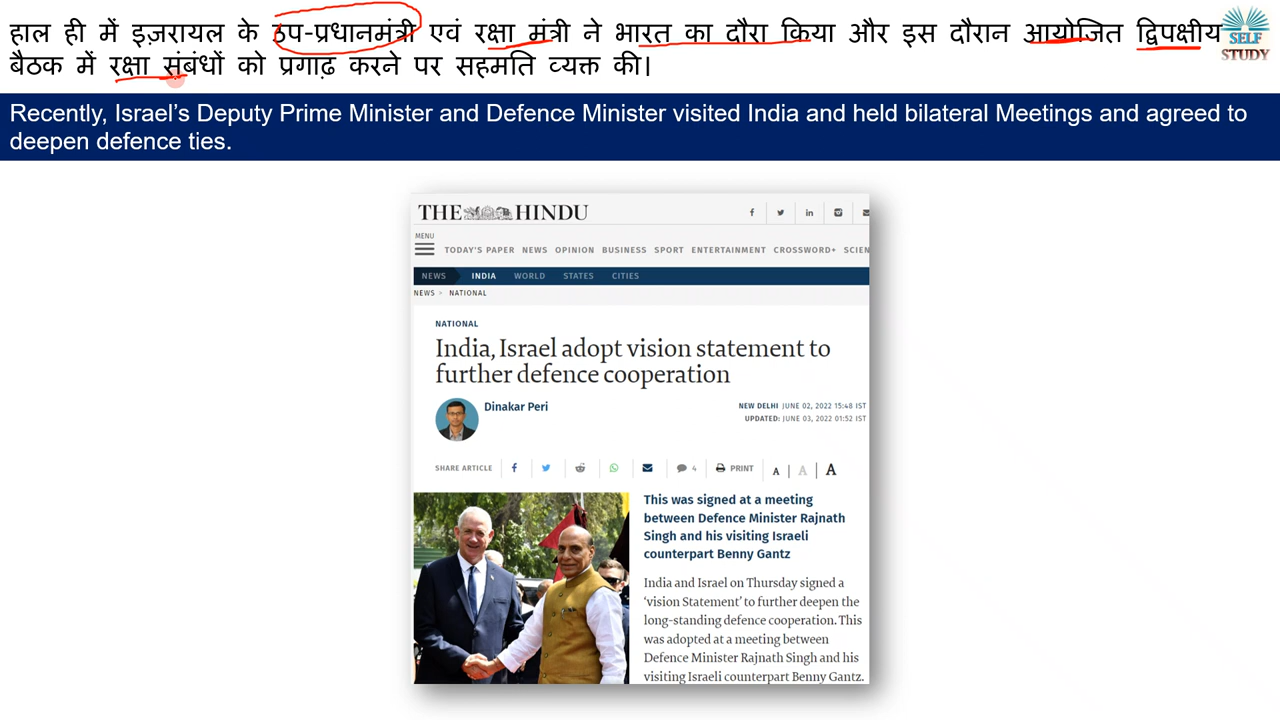 हाल ही में इज़रायल के उप-प्रधानमंत्री एवं रक्षा मंत्री ने भारत का दौरा किया और इस दौरान आयोजित द्विपक्षीय
बैठक में रक्षा संबंधों को प्रगाढ़ करने पर सहमति व्यक्त की।
SELF
STUDY
Recently, Israel’s Deputy Prime Minister and Defence Minister visited India and held bilateral Meetings and agreed to
deepen defence ties.
THE HINDU
MENU
TODAY'S PAPER NEWS OPINION BUSINESS SPORT ENTERTAINMENT CROSSWORD+ SCIEN
NEWS INDIA WORLD STATES CITIES
NEWS > NATIONAL
NATIONAL
India, Israel adopt vision statement to
further defence cooperation
Dinakar Peri
NEW DELHI JUNE 02, 2022 15:48 IST
UPDATED: JUNE 03, 2022 01:52 IST
SHARE ARTICLE 4 PRINT A | A | A
This was signed at a meeting
between Defence Minister Rajnath
Singh and his visiting Israeli
counterpart Benny Gantz
India and Israel on Thursday signed a
‘vision Statement’ to further deepen the
long-standing defence cooperation. This
was adopted at a meeting between
Defence Minister Rajnath Singh and his
visiting Israeli counterpart Benny Gantz.